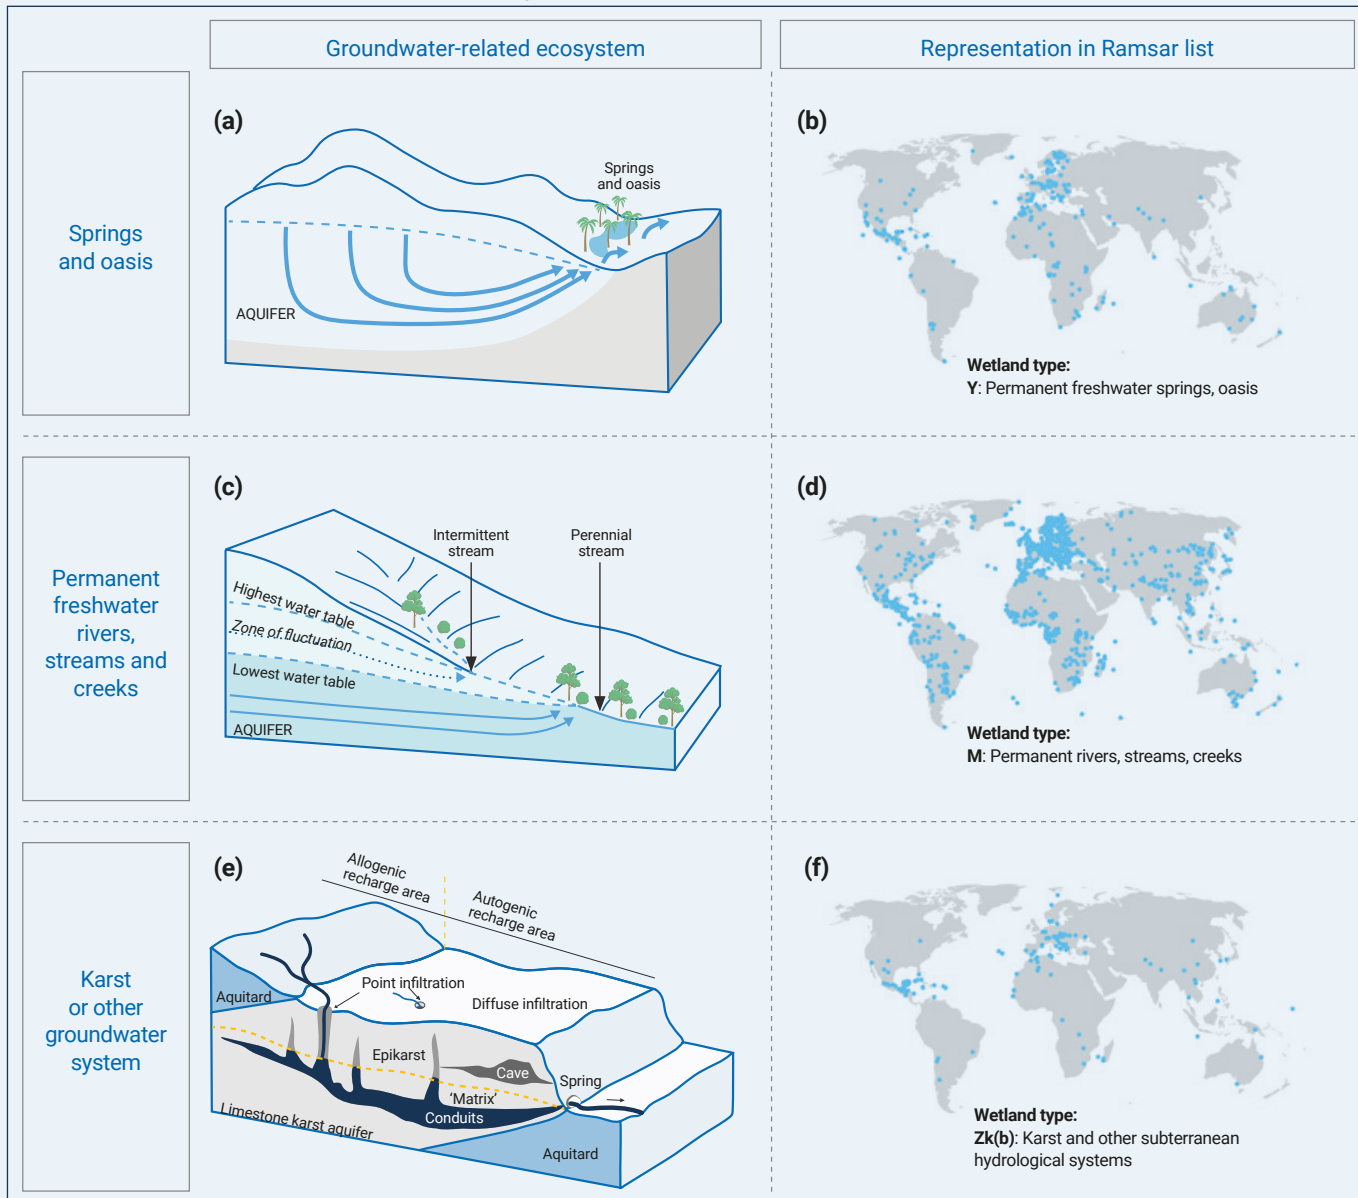 Groundwater-related ecosystem
Representation in Ramsar list
Springs
and oasis
(a)
Springs
and oasis
AQUIFER
(b)
Wetland type:
Y: Permanent freshwater springs, oasis
Permanent
freshwater
rivers,
streams and
creeks
(c)
Intermittent
stream
Perennial
stream
Highest water table
Zone of fluctuation
Lowest water table
AQUIFER
(d)
Wetland type:
M: Permanent rivers, streams, creeks
Karst
or other
groundwater
system
(e)
Allogenic
recharge area
Autogenic
recharge area
Aquitard
Point infiltration
Diffuse infiltration
Epikarst
Cave
Spring
'Matrix'
Conduits
Limestone karst aquifer
Aquitard
(f)
Wetland type:
Zk(b): Karst and other subterranean
hydrological systems